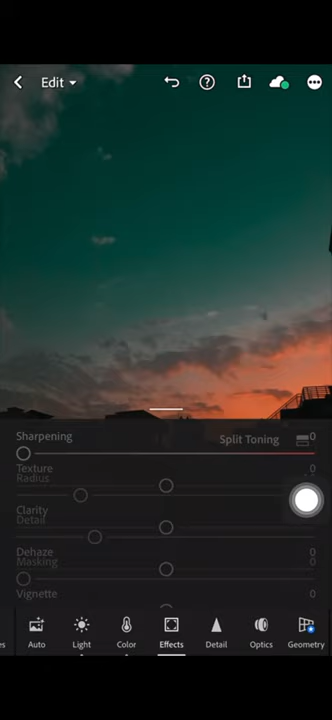 Edit
Sharpening 0
Split Toning
Texture 0
Radius
Clarity
Detail
Dehaze 0
Masking 0
Vignette 0
Auto
Light
Color
Effects
Detail
Optics
Geometry